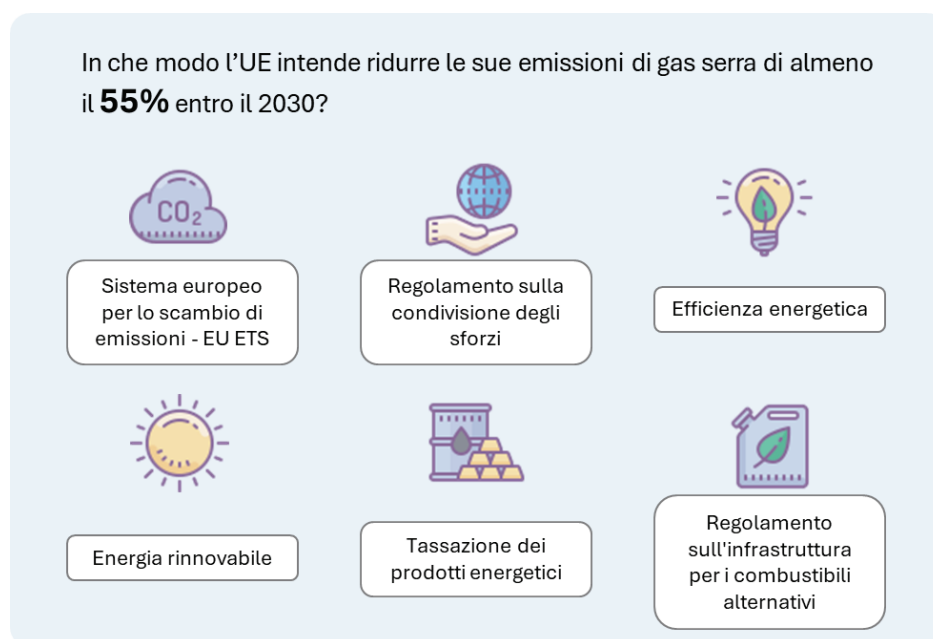 In che modo l'UE intende ridurre le sue emissioni di gas serra di almeno
il 55% entro il 2030?
CO₂
Sistema europeo
per lo scambio di
emissioni - EU ETS
Regolamento sulla
condivisione degli
sforzi
Efficienza energetica
Energia rinnovabile
Tassazione dei
prodotti energetici
Regolamento
sull'infrastruttura
per i combustibili
alternativi